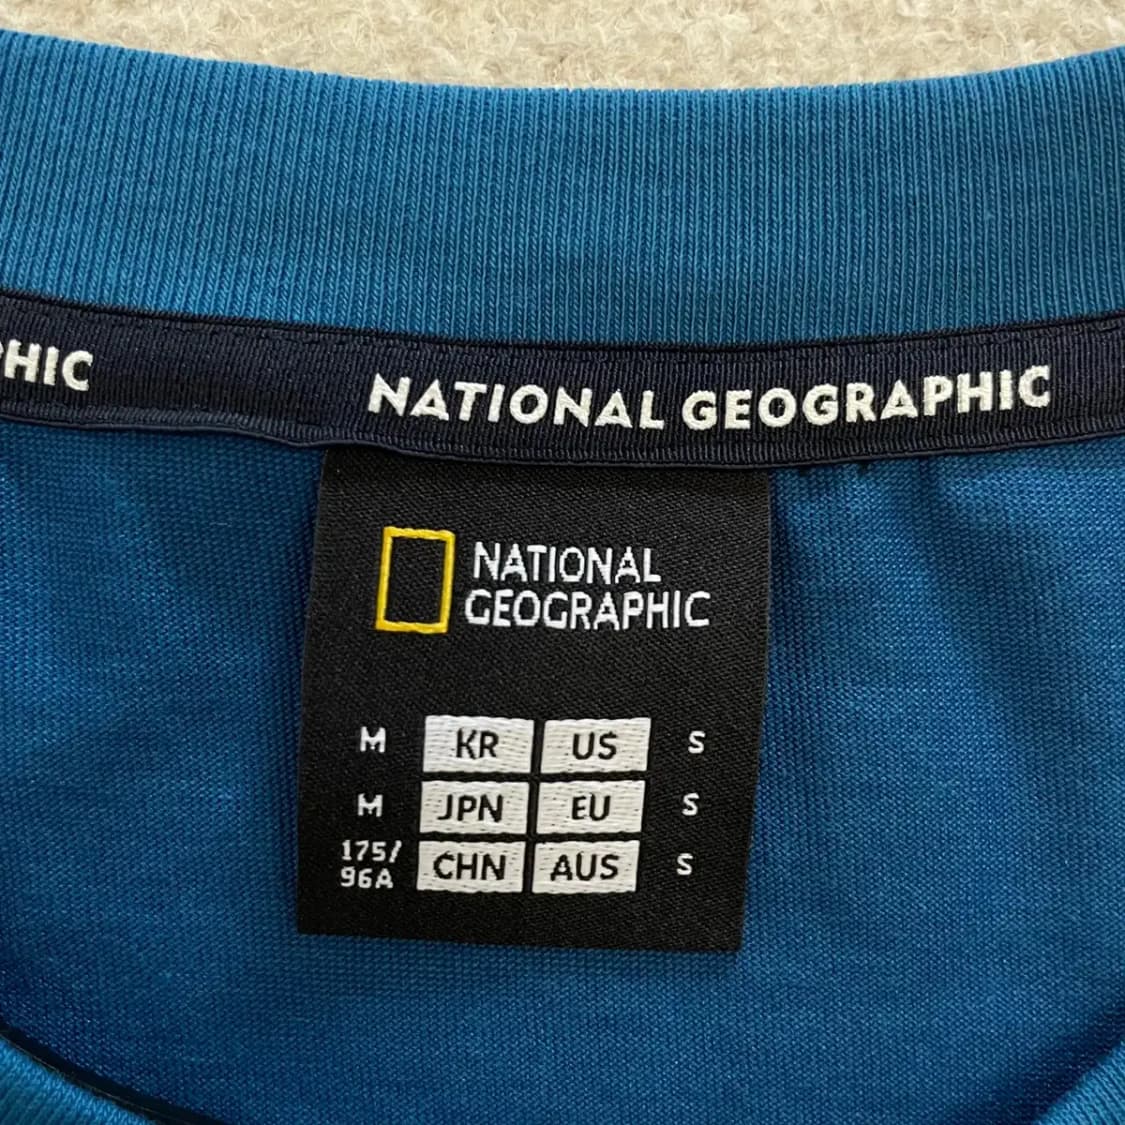 PHIC
NATIONAL GEOGRAPHIC
NATIONAL
GEOGRAPHIC
M KR US S
M JPN EU S
175/
96A CHN AUS S